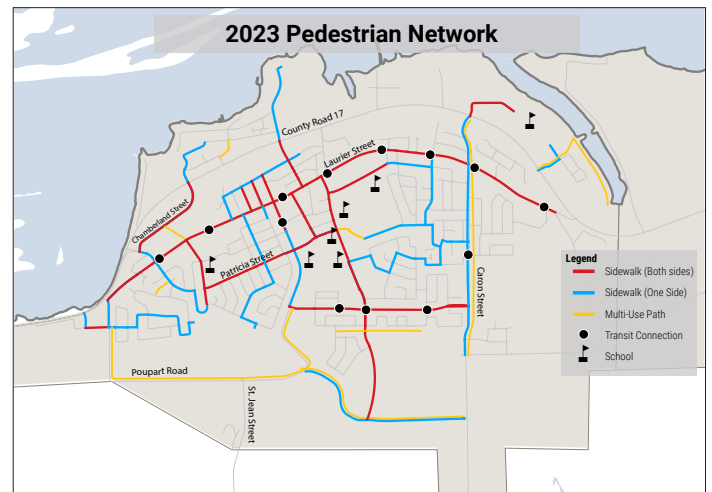 2023 Pedestrian Network
County Road 17
Laurier Street
Chamberland Street
Patricia Street
Caron Street
Poupart Road
St. Jean Street
Legend
Sidewalk (Both sides)
Sidewalk (One Side)
Multi-Use Path
Transit Connection
School